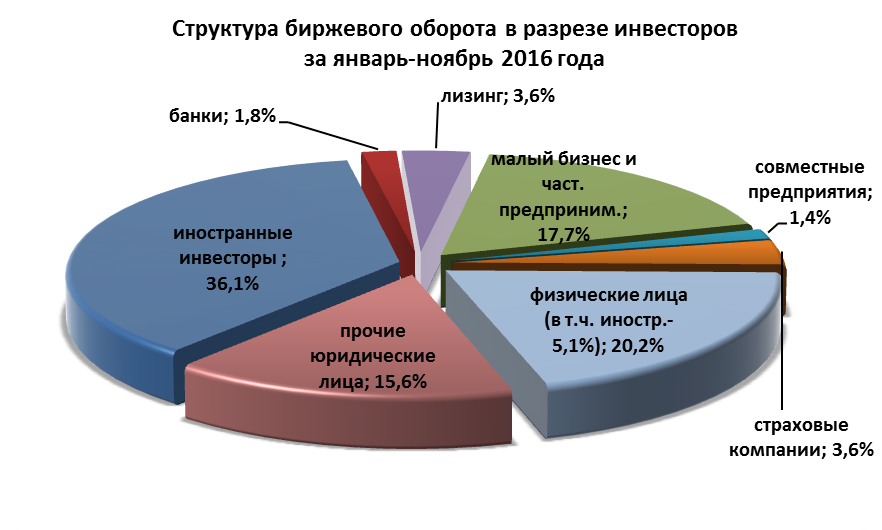 Структура биржевого оборота в разрезе инвесторов
за январь-ноябрь 2016 года
лизинг; 3,6%
банки; 1,8%
малый бизнес и
част.
предприним.;
17,7%
совместные
предприятия;
1,4%
иностранные
инвесторы ;
36,1%
физические лица
(в т.ч. иностр.-
5,1%); 20,2%
прочие
юридические
лица; 15,6%
страховые
компании; 3,6%